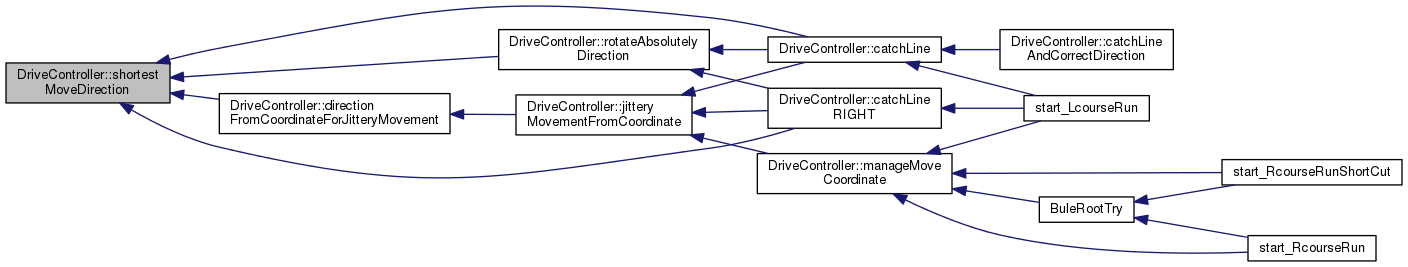 DriveController::shortest
MoveDirection
DriveController::rotateAbsolutely
Direction
DriveController::direction
FromCoordinateForJitteryMovement
DriveController::jittery
MovementFromCoordinate
DriveController::catchLine
DriveController::catchLine
RIGHT
DriveController::manageMove
Coordinate
DriveController::catchLine
AndCorrectDirection
start_LcourseRun
BuleRootTry
start_RcourseRunShortCut
start_RcourseRun